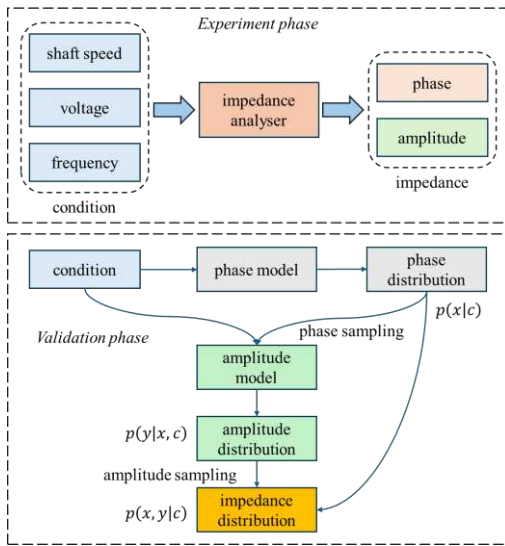 Experiment phase
shaft speed
voltage
frequency
condition
impedance
analyser
phase
amplitude
impedance
condition
phase model
phase
distribution
p(x|c)
Validation phase
phase sampling
amplitude
model
p(y|x, c)
amplitude
distribution
amplitude sampling
p(x, y|c)
impedance
distribution